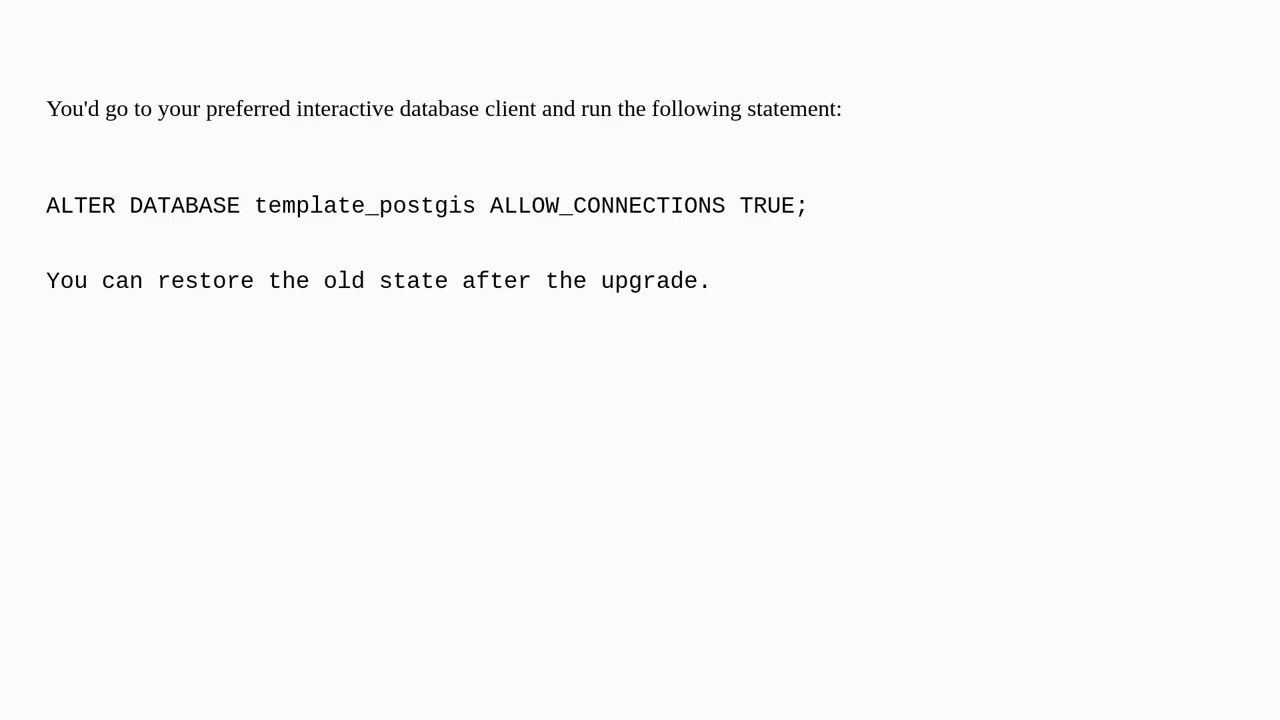 You'd go to your preferred interactive database client and run the following statement:
ALTER DATABASE template_postgis ALLOW_CONNECTIONS TRUE;
You can restore the old state after the upgrade.